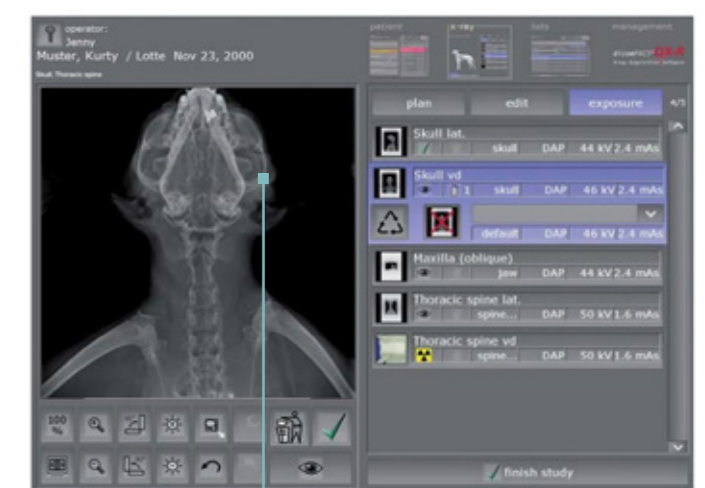 operator:
Jenny
Muster, Kurty / Lotte Nov 23, 2000
Skull, Thoracic spine
patient
x-ray
lists
management
DX-R
plan
edit
exposure
4/5
Skull lat.
skull DAP 44 kV 2.4 mAs
Skull vd
1 skull DAP 46 kV 2.4 mAs
default DAP 46 kV 2.4 mAs
Maxilla (oblique)
jaw DAP 44 kV 2.4 mAs
Thoracic spine lat.
spine... DAP 50 kV 1.6 mAs
Thoracic spine vd
spine... DAP 50 kV 1.6 mAs
100
%
finish study